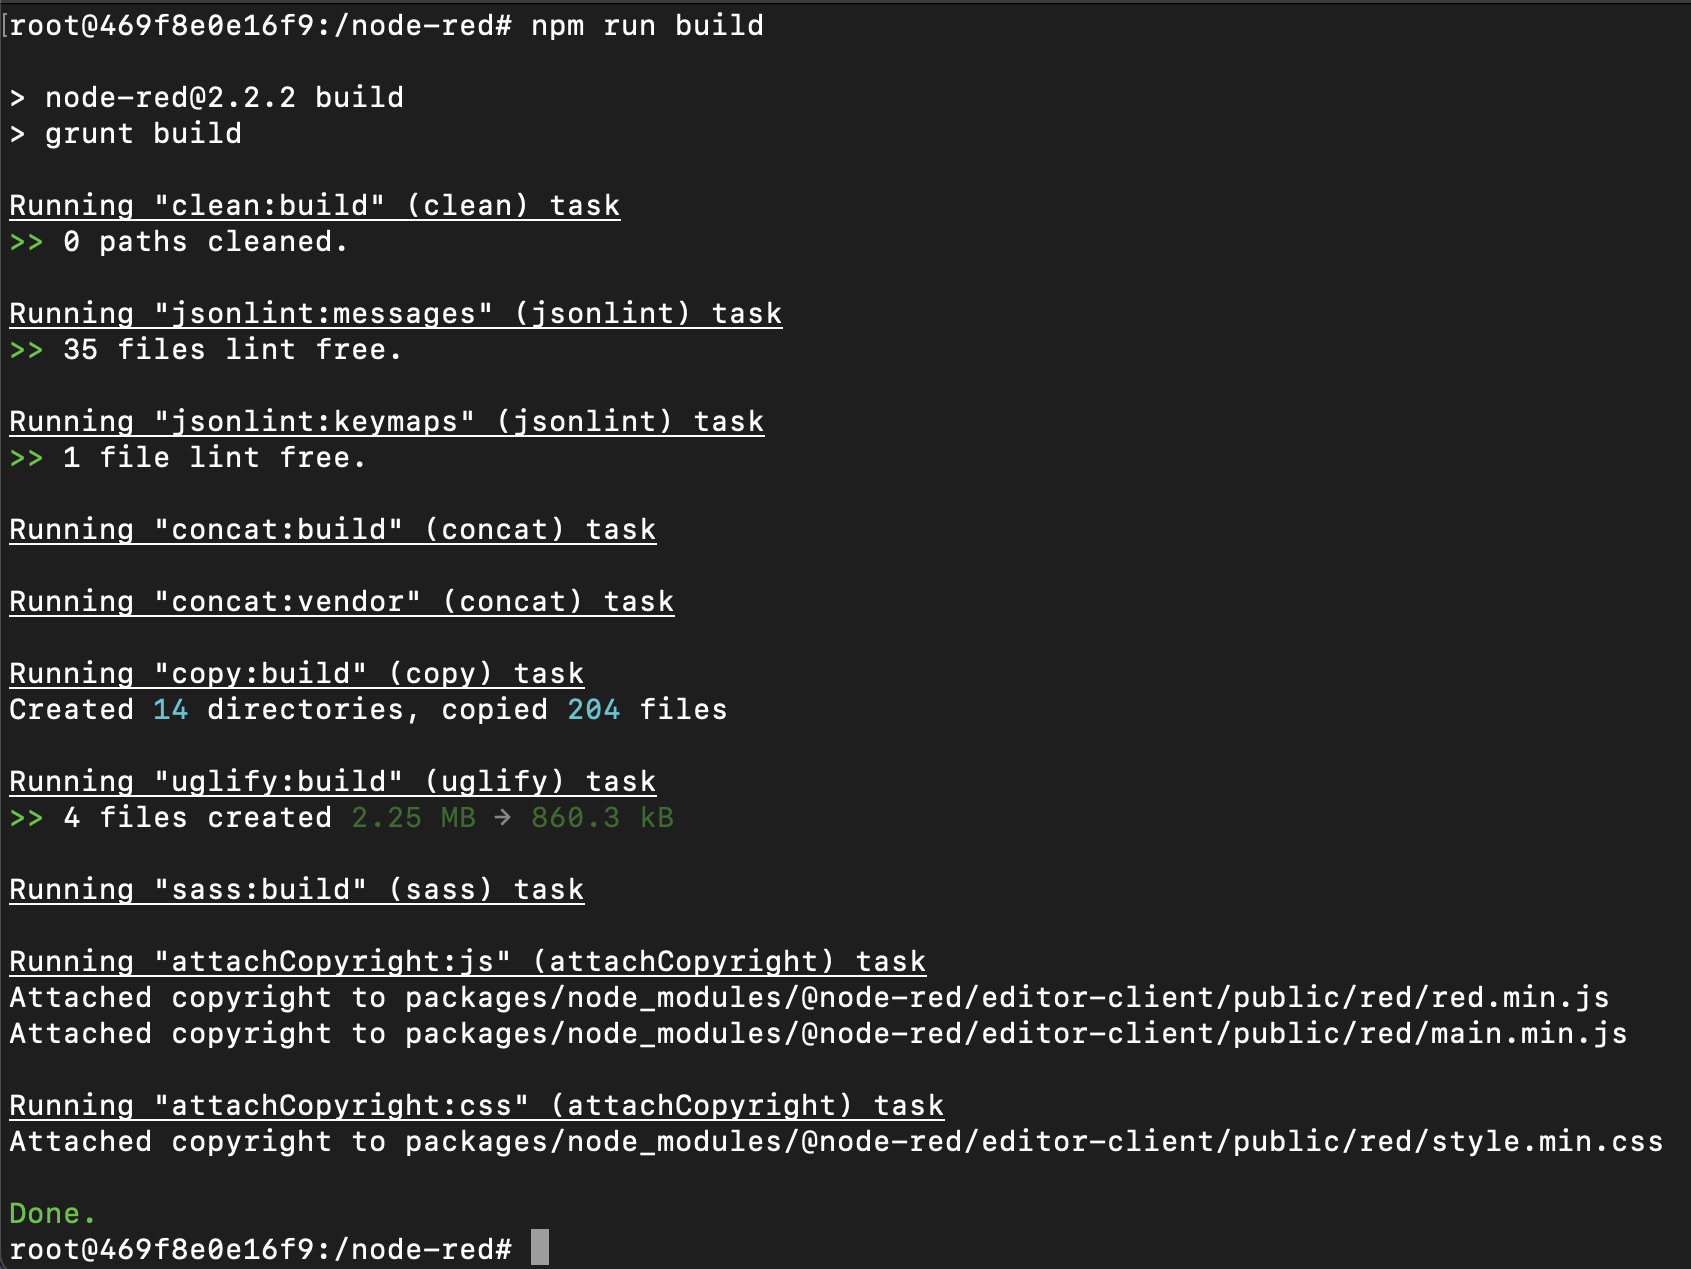 [root@469f8e0e16f9:/node-red# npm run build
> node-red@2.2.2 build
> grunt build
Running "clean:build" (clean) task
>> 0 paths cleaned.
Running "jsonlint:messages" (jsonlint) task
>> 35 files lint free.
Running "jsonlint:keymaps" (jsonlint) task
>> 1 file lint free.
Running "concat:build" (concat) task
Running "concat:vendor" (concat) task
Running "copy:build" (copy) task
Created 14 directories, copied 204 files
Running "uglify:build" (uglify) task
>> 4 files created 2.25 MB → 860.3 kB
Running "sass:build" (sass) task
Running "attachCopyright:js" (attachCopyright) task
Attached copyright to packages/node_modules/@node-red/editor-client/public/red/red.min.js
Attached copyright to packages/node_modules/@node-red/editor-client/public/red/main.min.js
Running "attachCopyright:css" (attachCopyright) task
Attached copyright to packages/node_modules/@node-red/editor-client/public/red/style.min.css
Done.
root@469f8e0e16f9:/node-red#